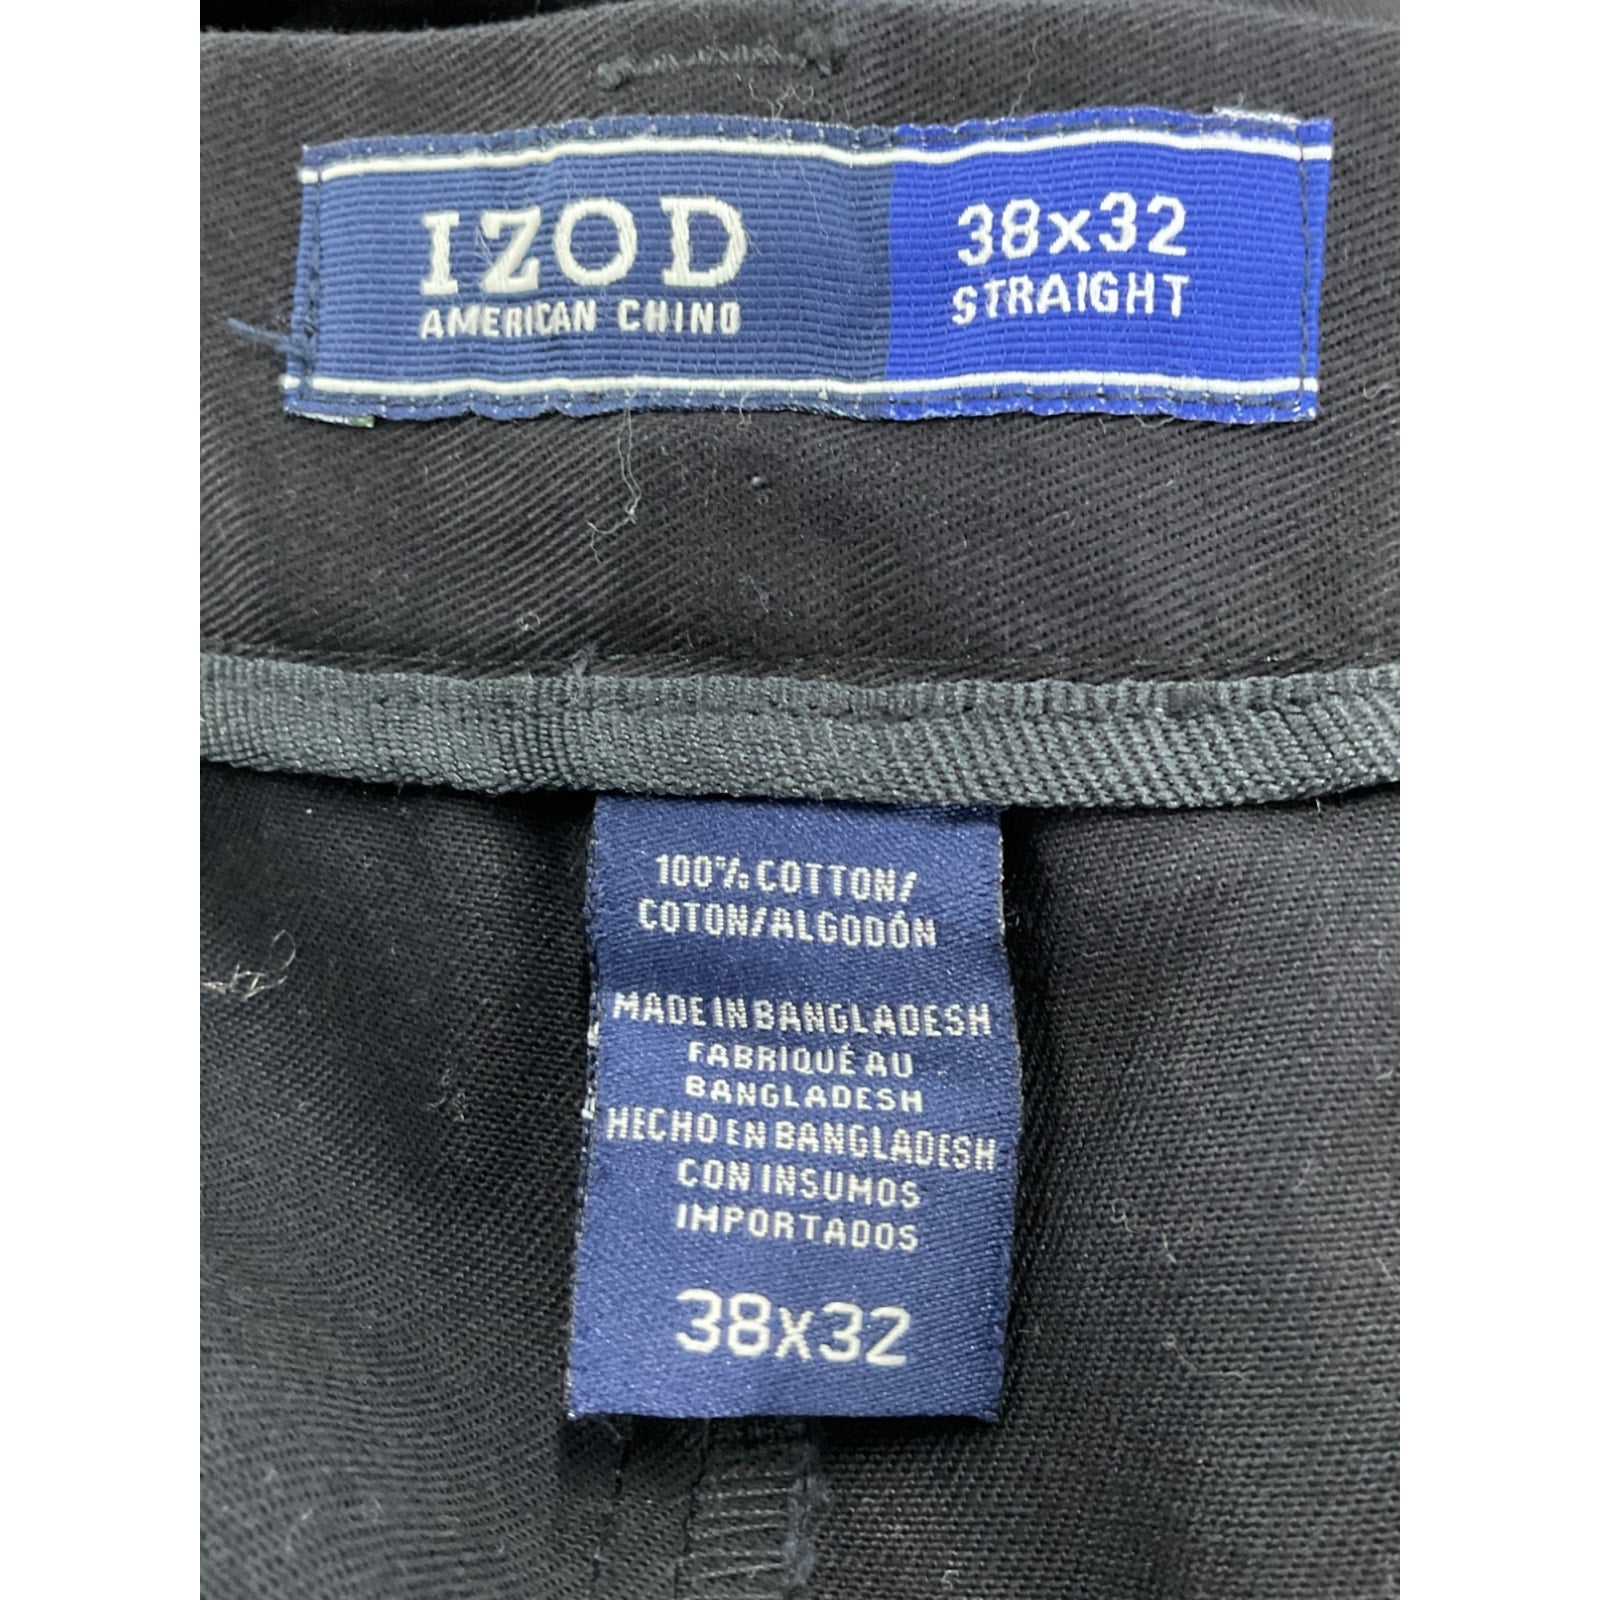 IZOD
AMERICAN CHINO
38x32
STRAIGHT
100% COTTON/
COTON/ALGODÓN
MADE IN BANGLADESH
FABRIQUÉ AU
BANGLADESH
HECHO EN BANGLADESH
CON INSUMOS
IMPORTADOS
38x32